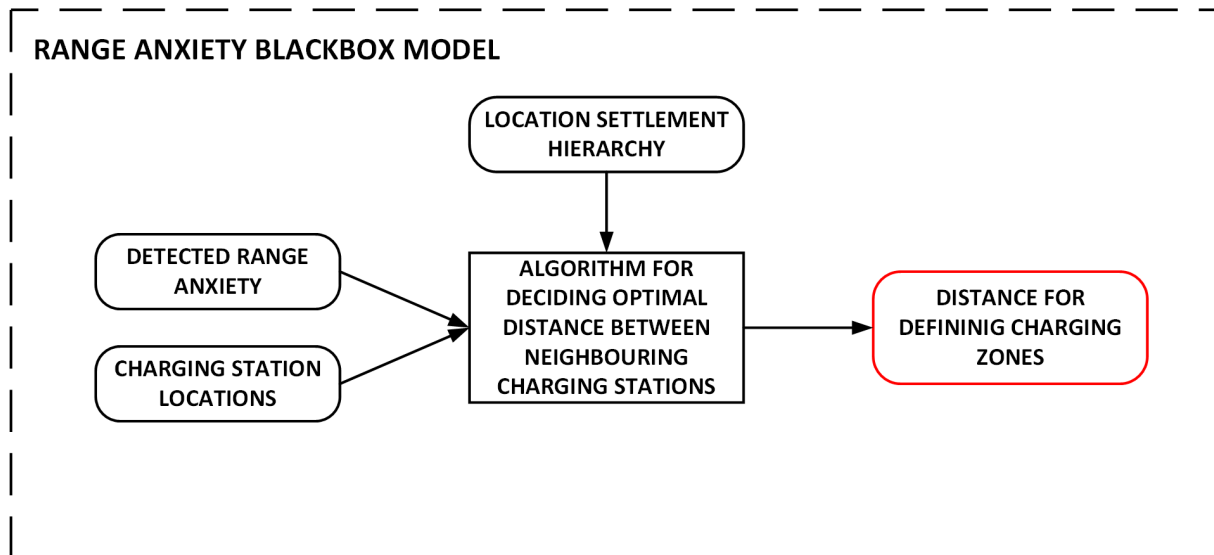 RANGE ANXIETY BLACKBOX MODEL
LOCATION SETTLEMENT
HIERARCHY
DETECTED RANGE
ANXIETY
CHARGING STATION
LOCATIONS
ALGORITHM FOR
DECIDING OPTIMAL
DISTANCE BETWEEN
NEIGHBOURING
CHARGING STATIONS
DISTANCE FOR
DEFININIG CHARGING
ZONES